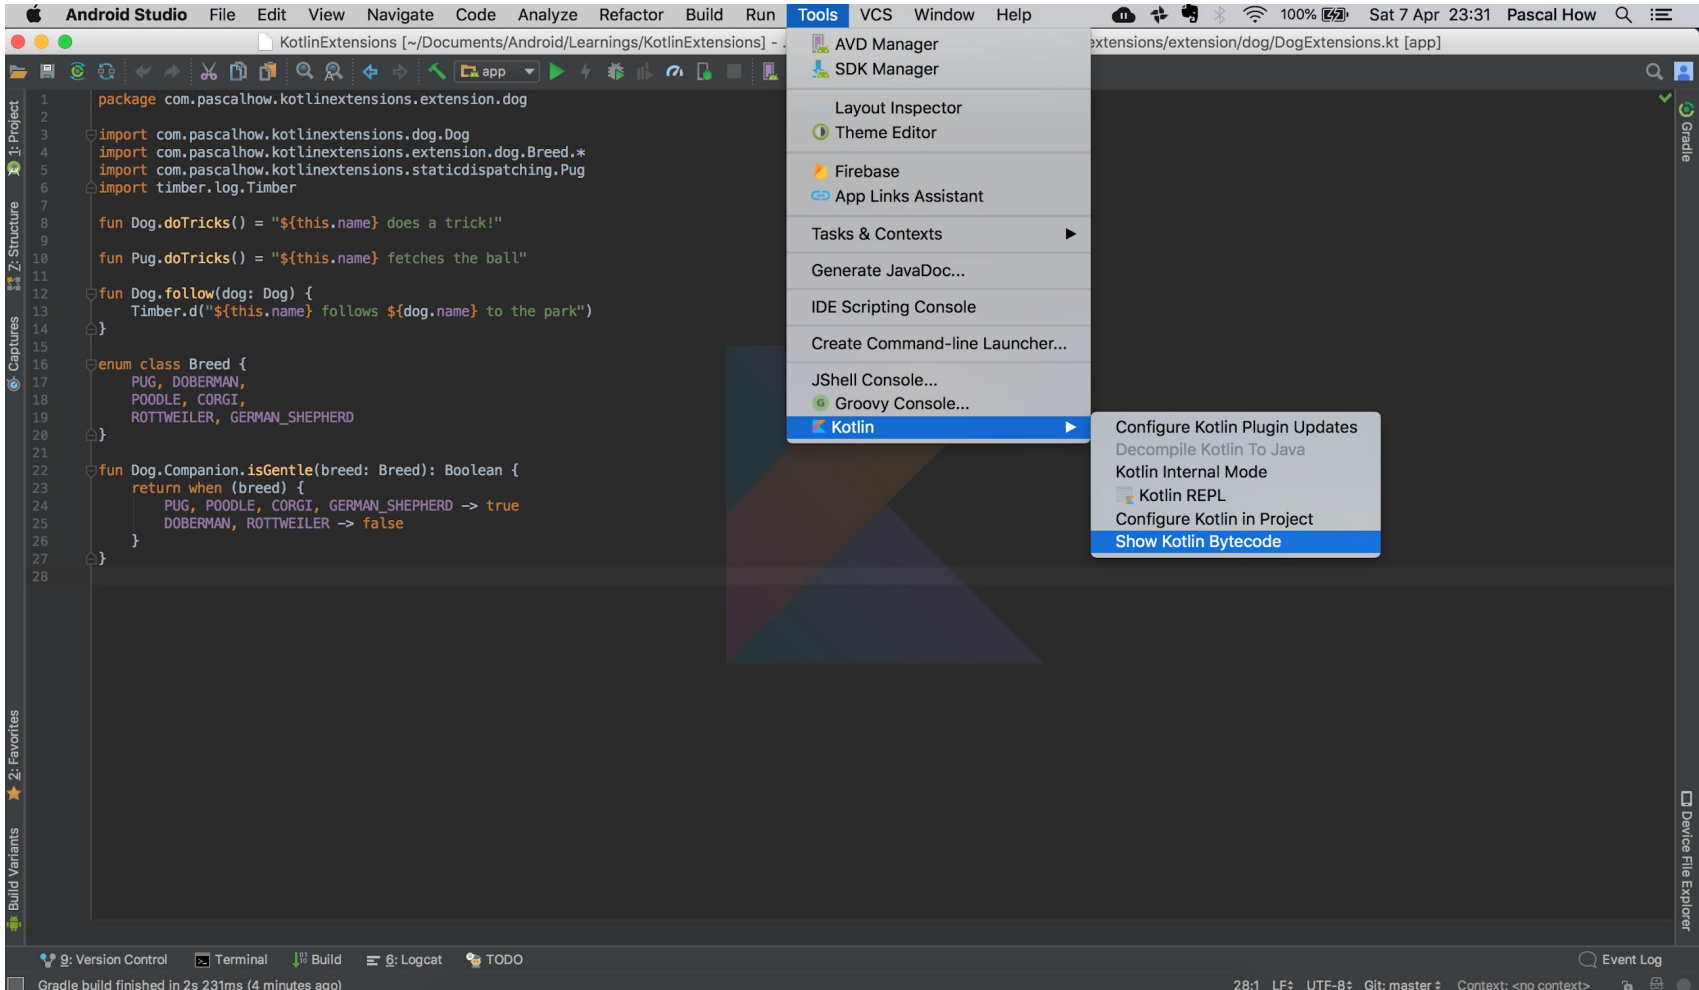 Android Studio File Edit View Navigate Code Analyze Refactor Build Run Tools VCS Window Help 100% Sat 7 Apr 23:31 Pascal How
KotlinExtensions [~/Documents/Android/Learnings/KotlinExtensions] - extensions/extension/dog/DogExtensions.kt [app]
app
1 package com.pascalhow.kotlinextensions.extension.dog
2
3 import com.pascalhow.kotlinextensions.dog.Dog
4 import com.pascalhow.kotlinextensions.extension.dog.Breed.*
5 import com.pascalhow.kotlinextensions.staticdispatching.Pug
6 import timber.log.Timber
7
8 fun Dog.doTricks() = "${this.name} does a trick!"
9
10 fun Pug.doTricks() = "${this.name} fetches the ball"
11
12 fun Dog.follow(dog: Dog) {
13 Timber.d("${this.name} follows ${dog.name} to the park")
14 }
15
16 enum class Breed {
17 PUG, DOBERMAN,
18 POODLE, CORGI,
19 ROTTWEILER, GERMAN_SHEPHERD
20 }
21
22 fun Dog.Companion.isGentle(breed: Breed): Boolean {
23 return when (breed) {
24 PUG, POODLE, CORGI, GERMAN_SHEPHERD -> true
25 DOBERMAN, ROTTWEILER -> false
26 }
27 }
28
AVD Manager
SDK Manager
Layout Inspector
Theme Editor
Firebase
App Links Assistant
Tasks & Contexts
Generate JavaDoc...
IDE Scripting Console
Create Command-line Launcher...
JShell Console...
G Groovy Console...
Kotlin
Configure Kotlin Plugin Updates
Decompile Kotlin To Java
Kotlin Internal Mode
Kotlin REPL
Configure Kotlin in Project
Show Kotlin Bytecode
1: Project
Z: Structure
Captures
2: Favorites
Build Variants
Gradle
Device File Explorer
9: Version Control Terminal Build 6: Logcat TODO Event Log
Gradle build finished in 2s 231ms (4 minutes ago) 28:1 LF UTF-8 Git: master Context: <no context>